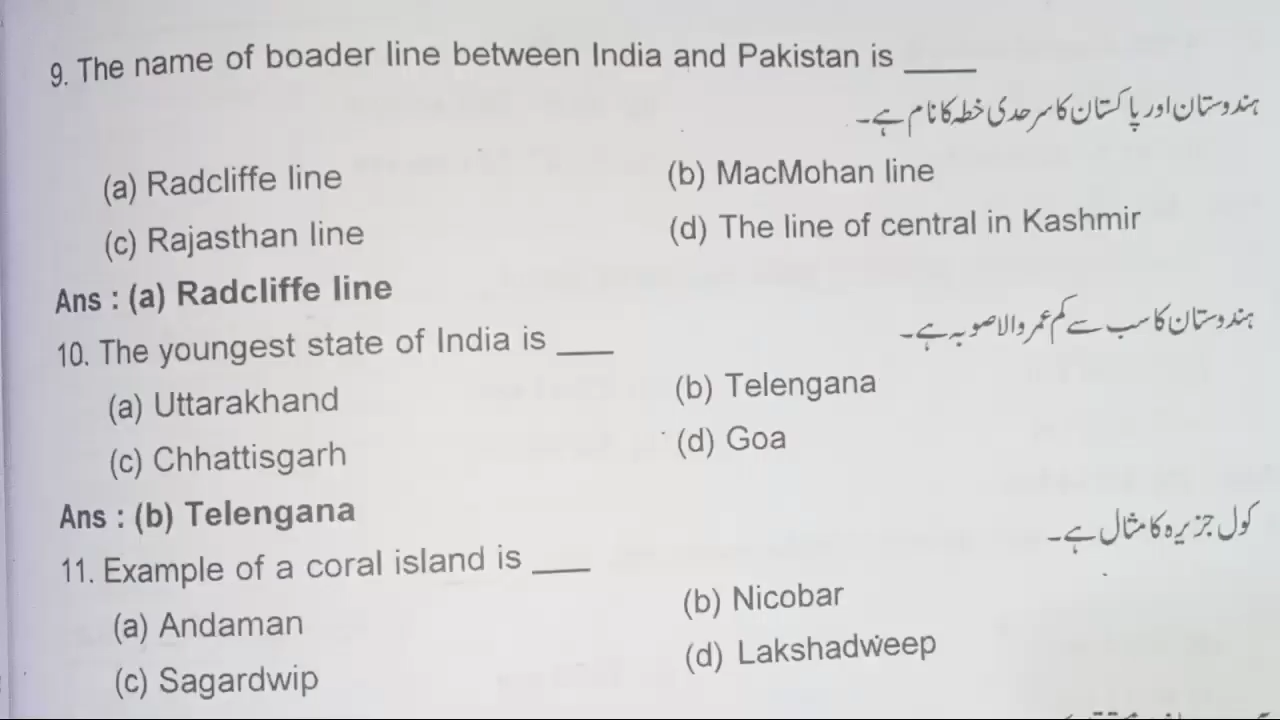 9. The name of boader line between India and Pakistan is ____
ہندوستان اور پاکستان کا سرحدی خطہ کا نام ہے۔
(a) Radcliffe line (b) MacMohan line
(c) Rajasthan line (d) The line of central in Kashmir
Ans : (a) Radcliffe line
ہندوستان کا سب سے کم عمر والا صوبہ ہے۔
10. The youngest state of India is ____
(a) Uttarakhand (b) Telengana
(c) Chhattisgarh (d) Goa
Ans : (b) Telengana
کول جزیرہ کا مثال ہے۔
11. Example of a coral island is ____
(a) Andaman (b) Nicobar
(c) Sagardwip (d) Lakshadweep